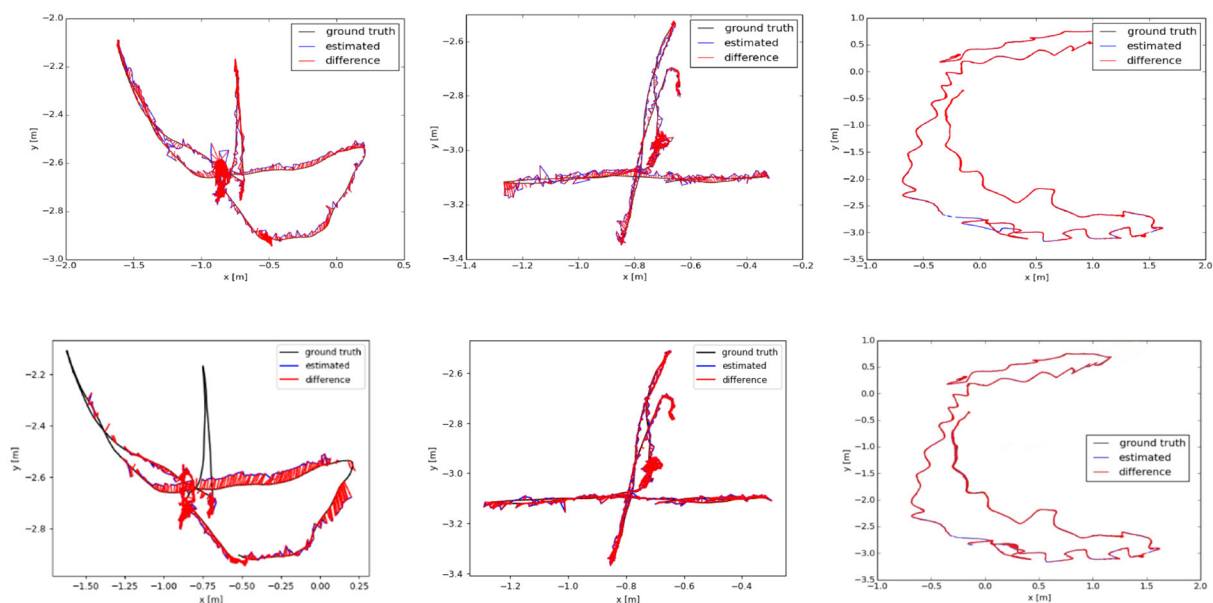 ground truth
estimated
difference
−2.0
−2.2
−2.4
−2.6
−2.8
−3.0
y [m]
−2.0 −1.5 −1.0 −0.5 0.0 0.5
x [m]
ground truth
estimated
difference
−2.6
−2.8
−3.0
−3.2
−3.4
y [m]
−1.4 −1.2 −1.0 −0.8 −0.6 −0.4 −0.2
x [m]
ground truth
estimated
difference
1.0
0.5
0.0
−0.5
−1.0
−1.5
−2.0
−2.5
−3.0
−3.5
y [m]
−1.0 −0.5 0.0 0.5 1.0 1.5 2.0
x [m]
ground truth
estimated
difference
−2.2
−2.4
−2.6
−2.8
y [m]
−1.50 −1.25 −1.00 −0.75 −0.50 −0.25 0.00 0.25
x [m]
ground truth
estimated
difference
−2.6
−2.8
−3.0
−3.2
−3.4
y [m]
−1.2 −1.0 −0.8 −0.6 −0.4
x [m]
ground truth
estimated
difference
1.0
0.5
0.0
−0.5
−1.0
−1.5
−2.0
−2.5
−3.0
−3.5
y [m]
−1.0 −0.5 0.0 0.5 1.0 1.5 2.0
x [m]